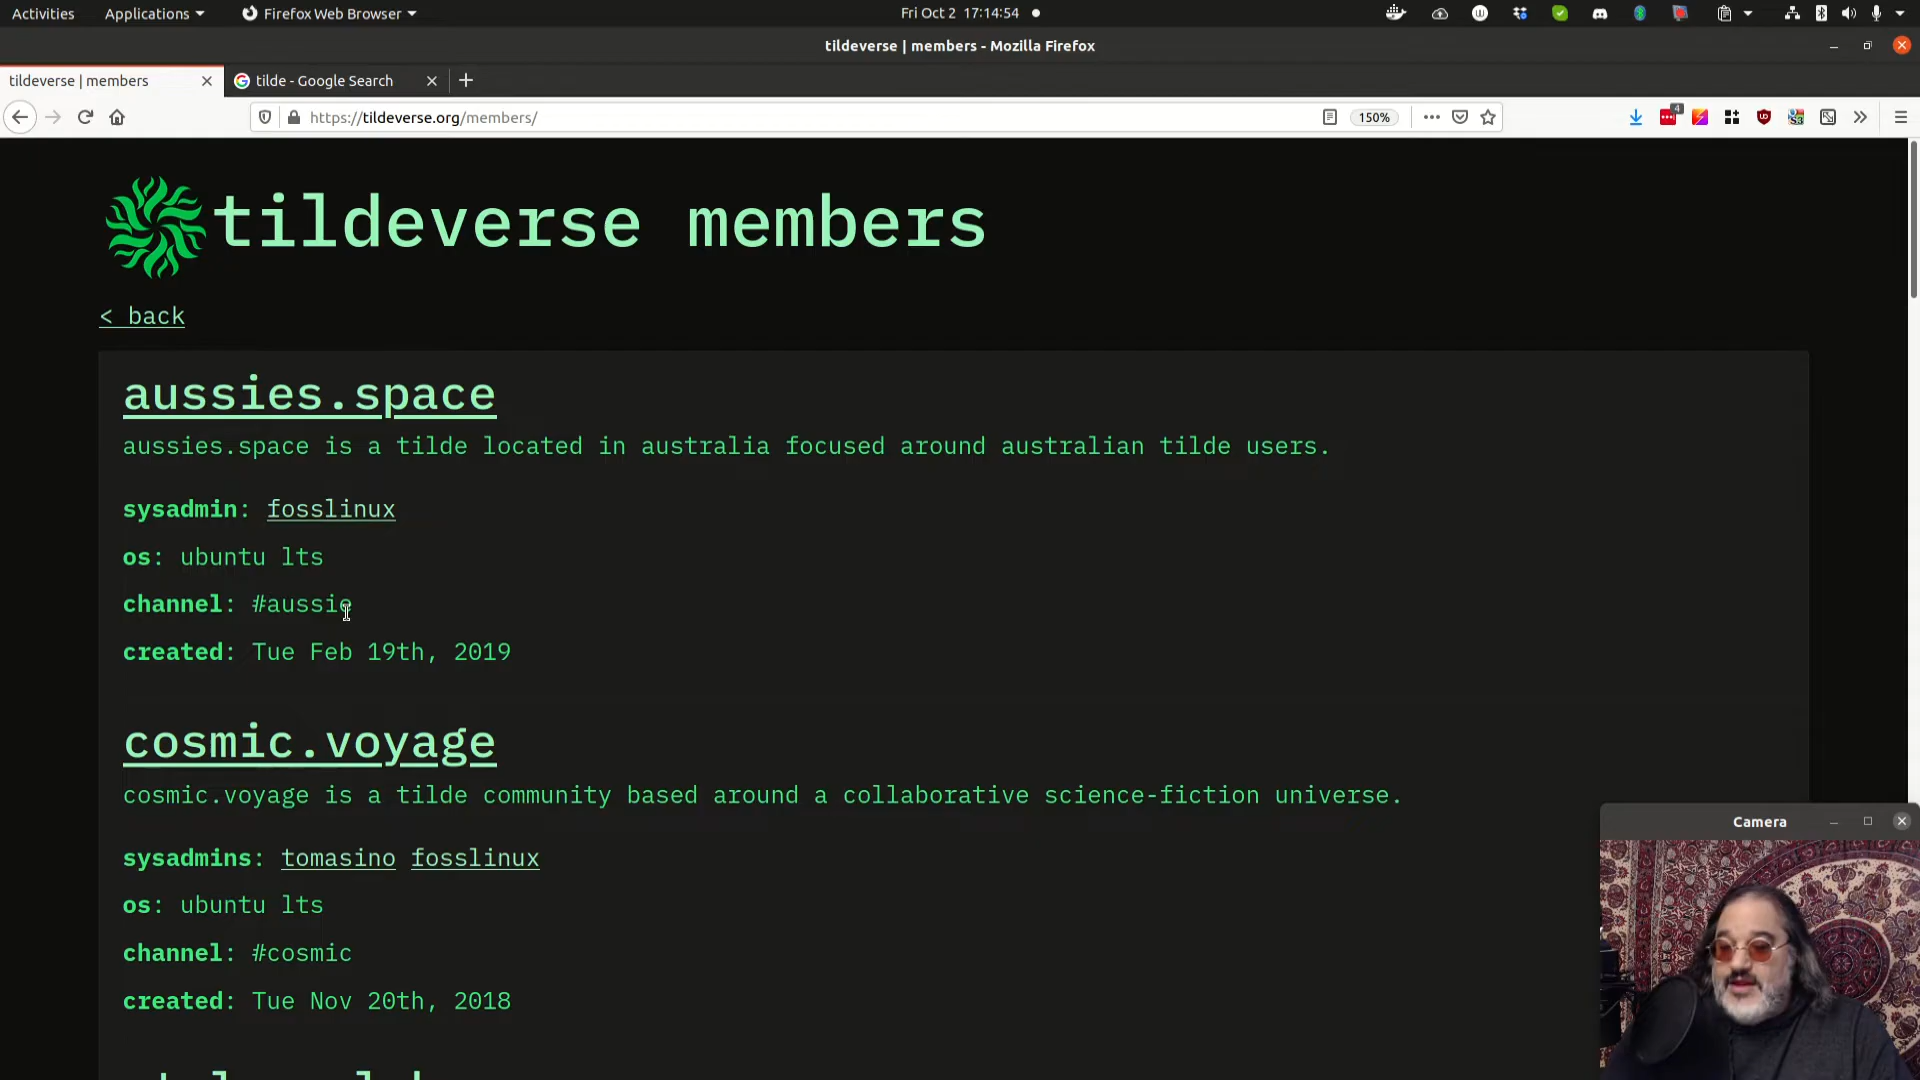 Activities Applications Firefox Web Browser Fri Oct 2 17:14:54
tildeverse | members - Mozilla Firefox
tildeverse | members tilde - Google Search
https://tildeverse.org/members/ 150% 4
tildeverse members
< back
aussies.space
aussies.space is a tilde located in australia focused around australian tilde users.
sysadmin: fosslinux
os: ubuntu lts
channel: #aussie
created: Tue Feb 19th, 2019
cosmic.voyage
cosmic.voyage is a tilde community based around a collaborative science-fiction universe.
sysadmins: tomasino fosslinux
os: ubuntu lts
channel: #cosmic
created: Tue Nov 20th, 2018
Camera